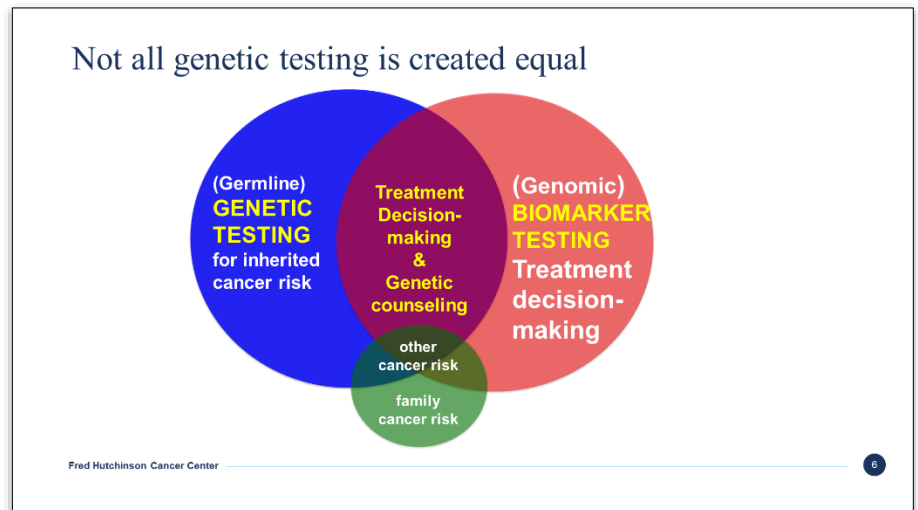 Not all genetic testing is created equal
(Germline)
GENETIC
TESTING
for inherited
cancer risk
Treatment
Decision-
making
&
Genetic
counseling
(Genomic)
BIOMARKER
TESTING
Treatment
decision-
making
other
cancer risk
family
cancer risk
Fred Hutchinson Cancer Center
6